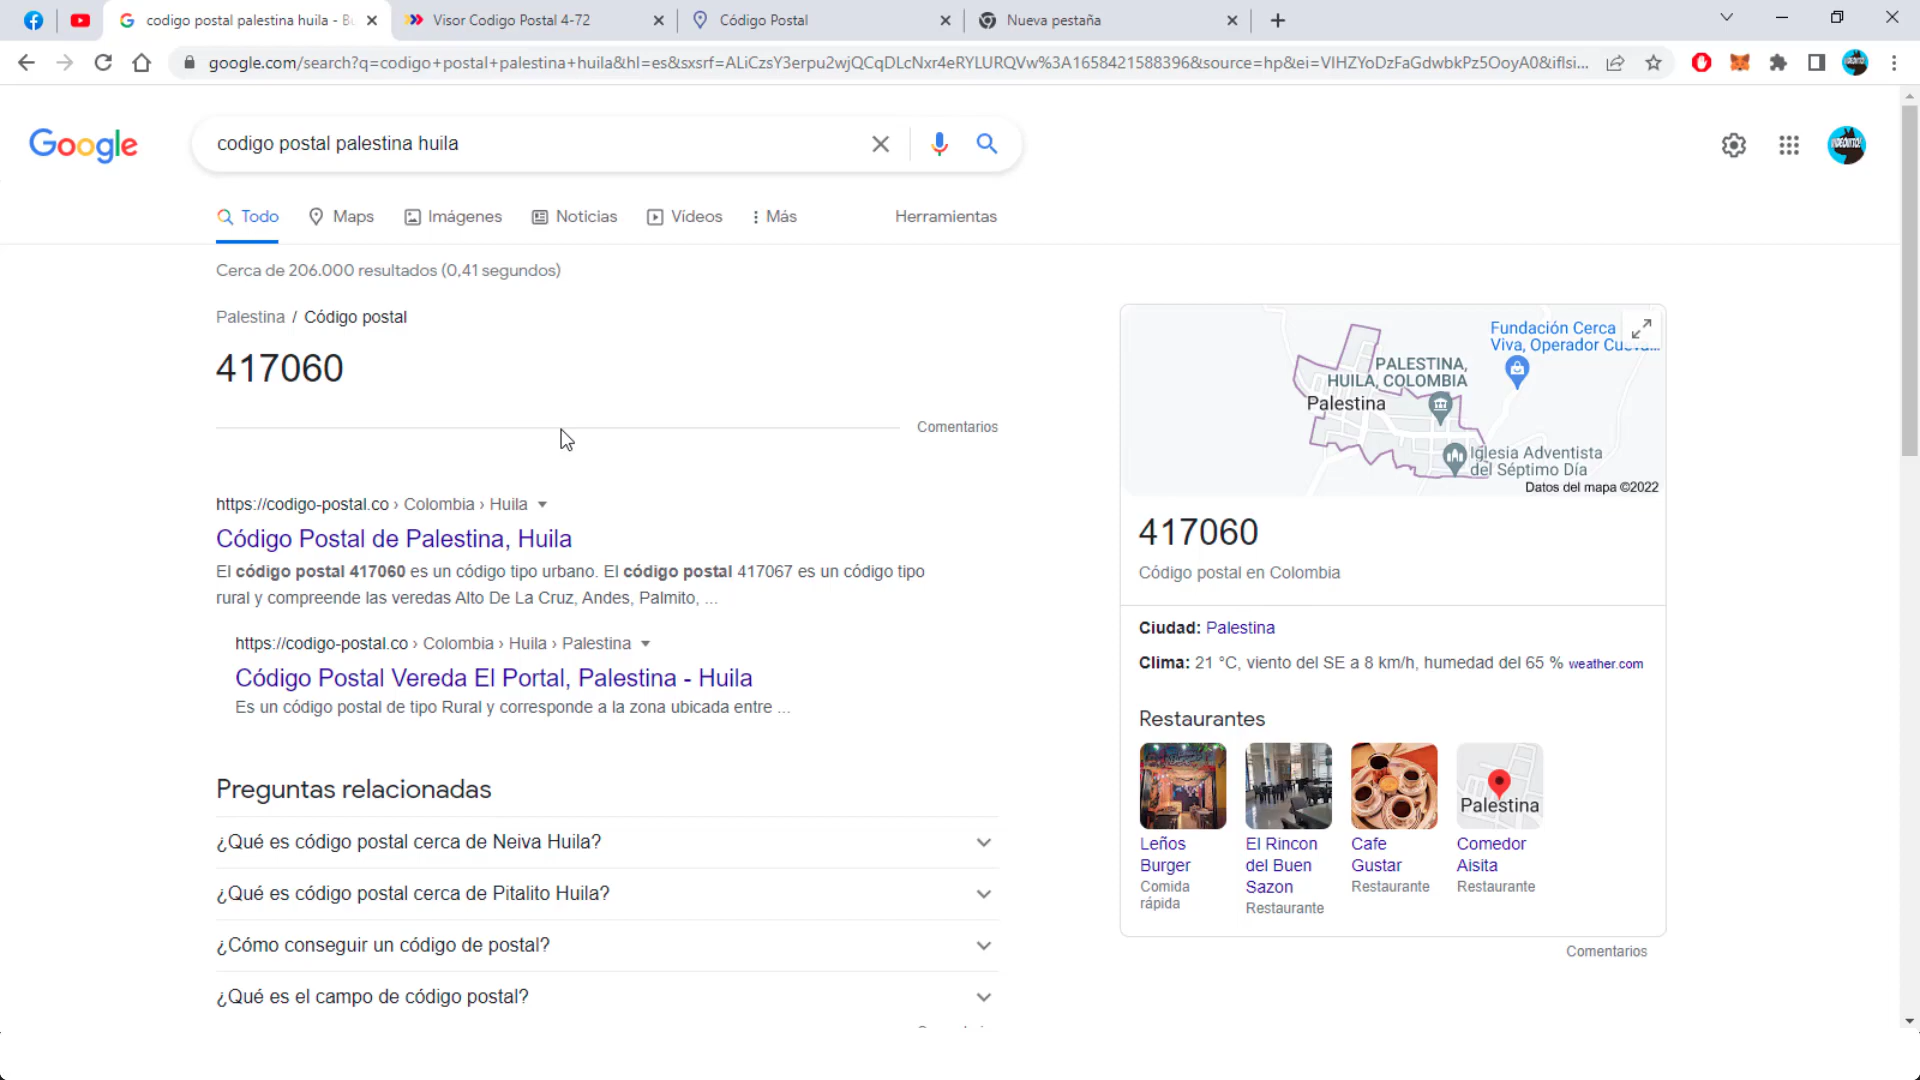 codigo postal palestina huila - Bu
Visor Codigo Postal 4-72
Código Postal
Nueva pestaña
google.com/search?q=codigo+postal+palestina+huila&hl=es&sxsrf=ALiCzsY3erpu2wjQCqDLcNxr4eRYLURQVw%3A1658421588396&source=hp&ei=VIHZYoDzFaGdwbkPz5OoyA0&iflsi...
Google
codigo postal palestina huila
Todo
Maps
Imágenes
Noticias
Vídeos
Más
Herramientas
Cerca de 206.000 resultados (0,41 segundos)
Palestina / Código postal
417060
Comentarios
https://codigo-postal.co › Colombia › Huila
Código Postal de Palestina, Huila
El código postal 417060 es un código tipo urbano. El código postal 417067 es un código tipo
rural y compreende las veredas Alto De La Cruz, Andes, Palmito, ...
https://codigo-postal.co › Colombia › Huila › Palestina
Código Postal Vereda El Portal, Palestina - Huila
Es un código postal de tipo Rural y corresponde a la zona ubicada entre ...
Preguntas relacionadas
¿Qué es código postal cerca de Neiva Huila?
¿Qué es código postal cerca de Pitalito Huila?
¿Cómo conseguir un código de postal?
¿Qué es el campo de código postal?
Fundación Cerca
Viva, Operador Cueva...
PALESTINA,
HUILA, COLOMBIA
Palestina
Iglesia Adventista
del Séptimo Día
Datos del mapa ©2022
417060
Código postal en Colombia
Ciudad: Palestina
Clima: 21 °C, viento del SE a 8 km/h, humedad del 65 % weather.com
Restaurantes
Palestina
Leños
Burger
Comida
rápida
El Rincon
del Buen
Sazon
Restaurante
Cafe
Gustar
Restaurante
Comedor
Aisita
Restaurante
Comentarios